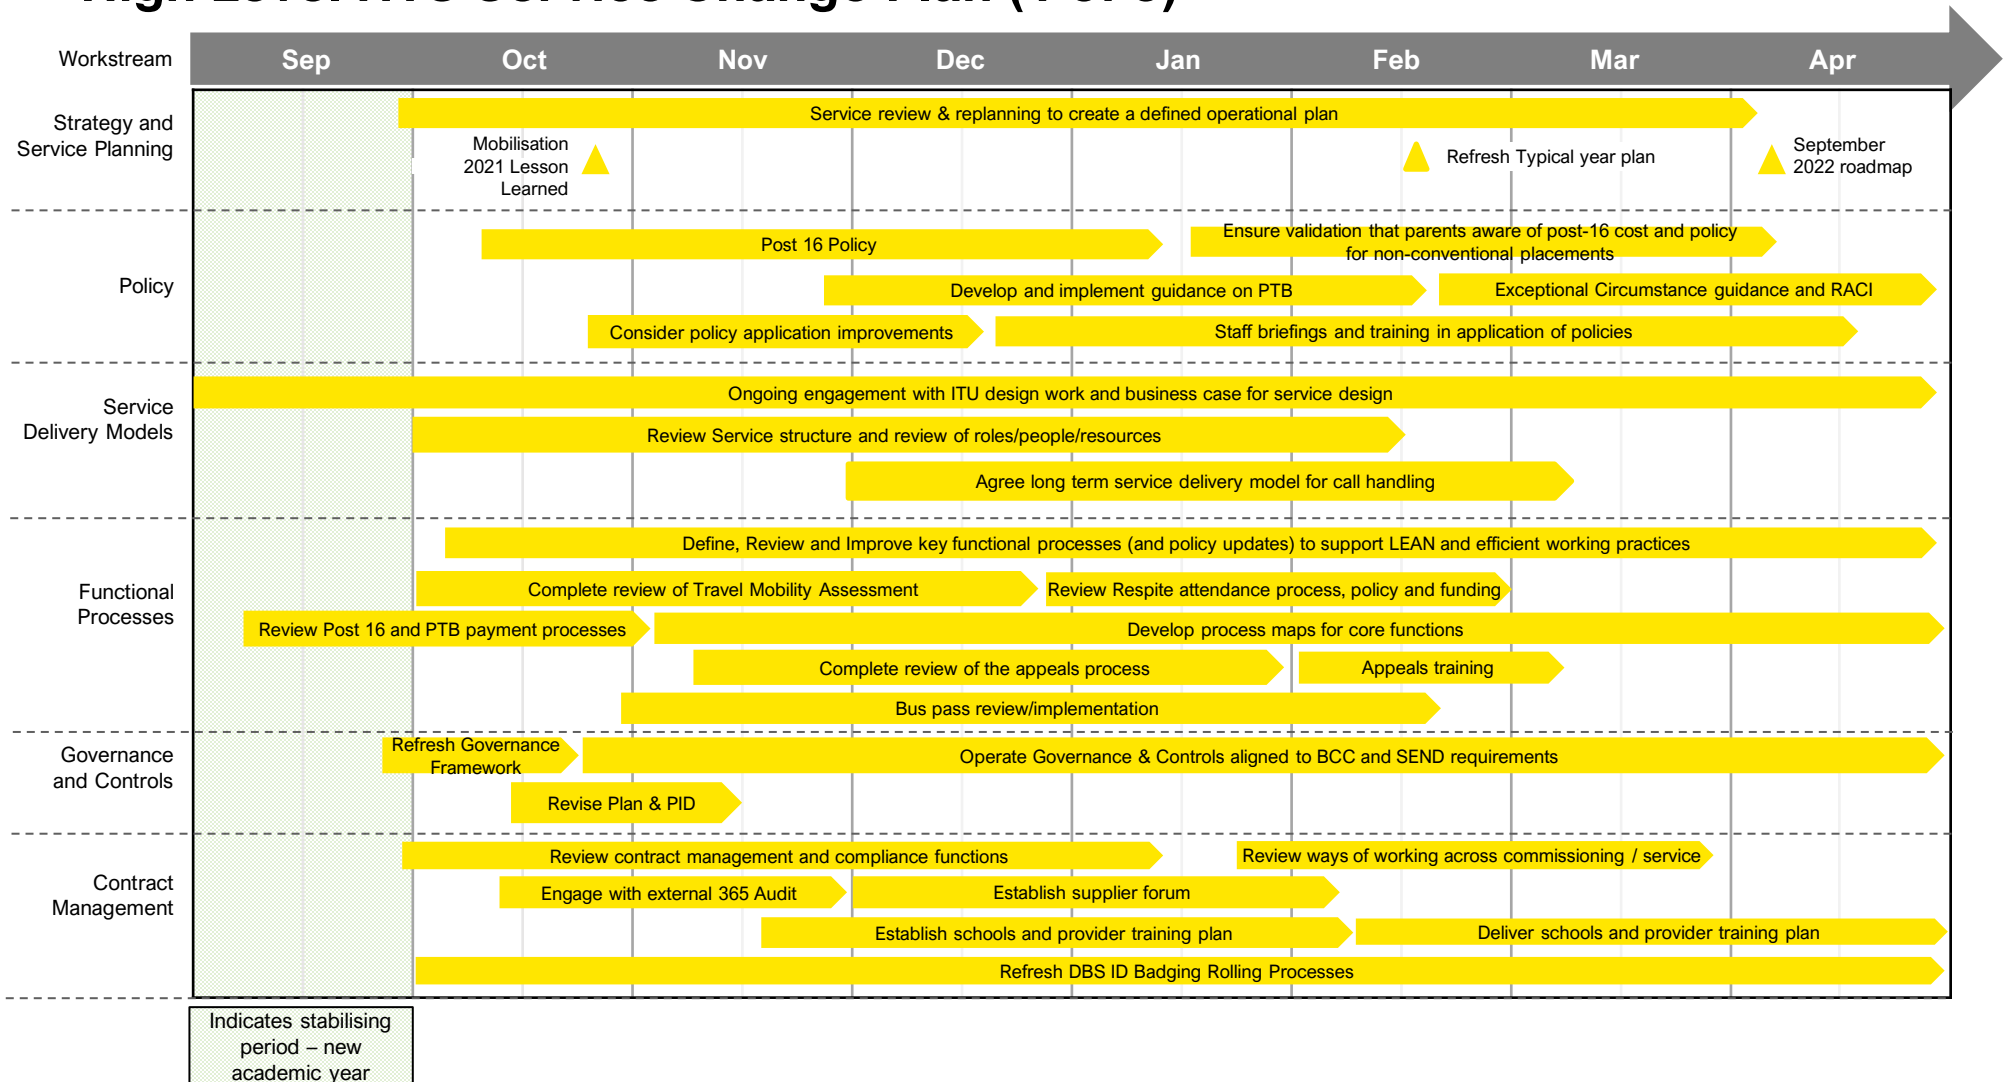 Workstream
Sep
Oct
Nov
Dec
Jan
Feb
Mar
Apr
Strategy and
Service Planning
Service review & replanning to create a defined operational plan
Mobilisation
2021 Lesson
Learned
Refresh Typical year plan
September
2022 roadmap
Policy
Post 16 Policy
Ensure validation that parents aware of post-16 cost and policy
for non-conventional placements
Develop and implement guidance on PTB
Exceptional Circumstance guidance and RACI
Consider policy application improvements
Staff briefings and training in application of policies
Service
Delivery Models
Ongoing engagement with ITU design work and business case for service design
Review Service structure and review of roles/people/resources
Agree long term service delivery model for call handling
Functional
Processes
Define, Review and Improve key functional processes (and policy updates) to support LEAN and efficient working practices
Complete review of Travel Mobility Assessment
Review Respite attendance process, policy and funding
Review Post 16 and PTB payment processes
Develop process maps for core functions
Complete review of the appeals process
Appeals training
Bus pass review/implementation
Governance
and Controls
Refresh Governance
Framework
Operate Governance & Controls aligned to BCC and SEND requirements
Revise Plan & PID
Contract
Management
Review contract management and compliance functions
Review ways of working across commissioning / service
Engage with external 365 Audit
Establish supplier forum
Establish schools and provider training plan
Deliver schools and provider training plan
Refresh DBS ID Badging Rolling Processes
Indicates stabilising
period – new
academic year